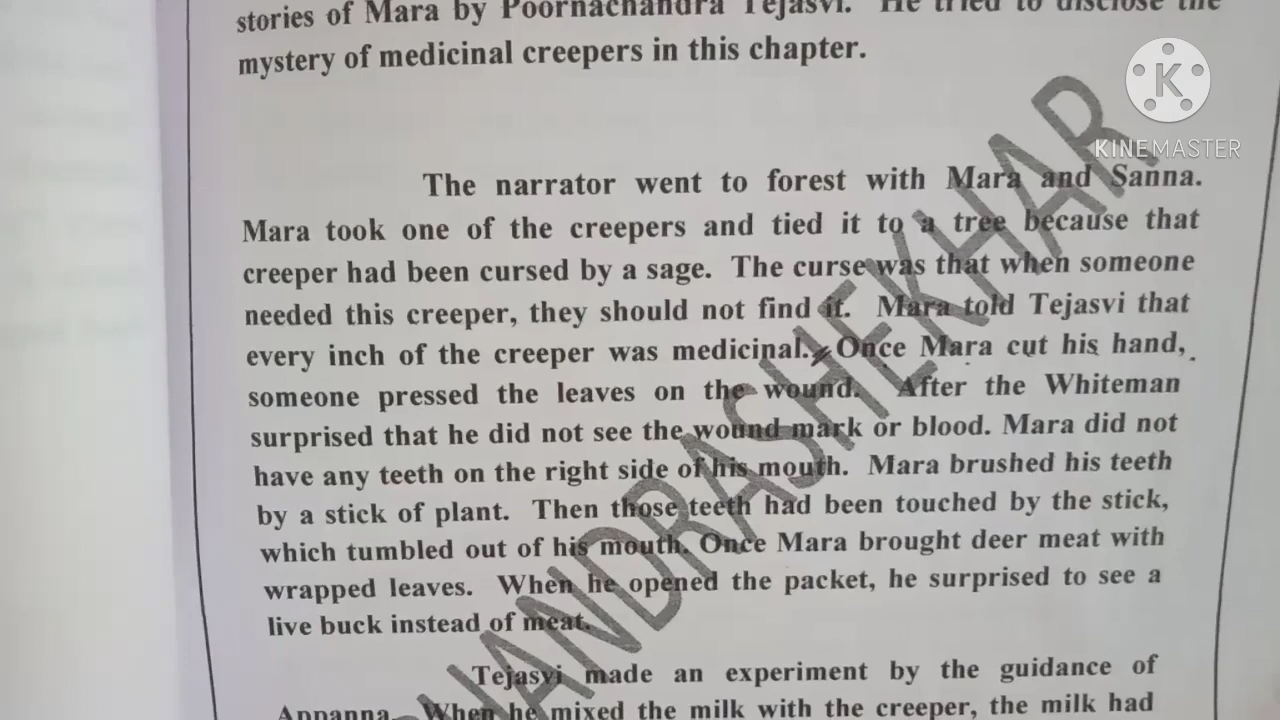 stories of Mara by Poornachandra Tejasvi. He tried to disclose the
mystery of medicinal creepers in this chapter.
K
KINEMASTER
The narrator went to forest with Mara and Sanna.
Mara took one of the creepers and tied it to a tree because that
creeper had been cursed by a sage. The curse was that when someone
needed this creeper, they should not find it. Mara told Tejasvi that
every inch of the creeper was medicinal. Once Mara cut his hand,
someone pressed the leaves on the wound. After the Whiteman
surprised that he did not see the wound mark or blood. Mara did not
have any teeth on the right side of his mouth. Mara brushed his teeth
by a stick of plant. Then those teeth had been touched by the stick,
which tumbled out of his mouth. Once Mara brought deer meat with
wrapped leaves. When he opened the packet, he surprised to see a
live buck instead of meat.
Tejasvi made an experiment by the guidance of
Appanna. When he mixed the milk with the creeper, the milk had
HANDRASHEKHAR